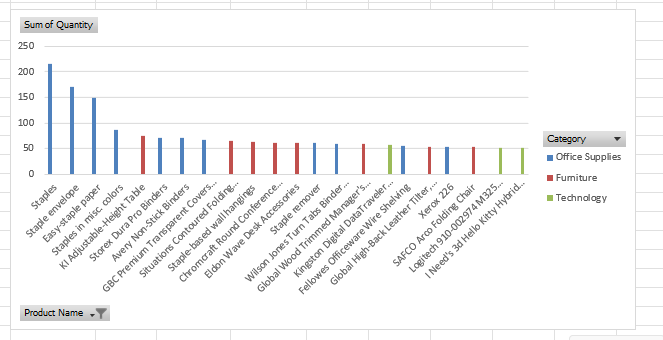 Sum of Quantity
250
200
150
100
50
0
Staples
Staple envelope
Easy-staple paper
Staples in misc. colors
KI Adjustable-Height Table
Storex Dura Pro Binders
Avery Non-Stick Binders
GBC Premium Transparent Covers...
Situations Contoured Folding...
Staple-based wall hangings
Chromcraft Round Conference...
Eldon Wave Desk Accessories
Staple remover
Wilson Jones Turn Tabs Binder...
Global Wood Trimmed Manager's...
Kingston Digital DataTraveler...
Fellowes Officeware Wire Shelving
Global High-Back Leather Tilter,...
Xerox 226
SAFCO Arco Folding Chair
Logitech 910-002974 M325...
I Need's 3d Hello Kitty Hybrid...
Category
Office Supplies
Furniture
Technology
Product Name